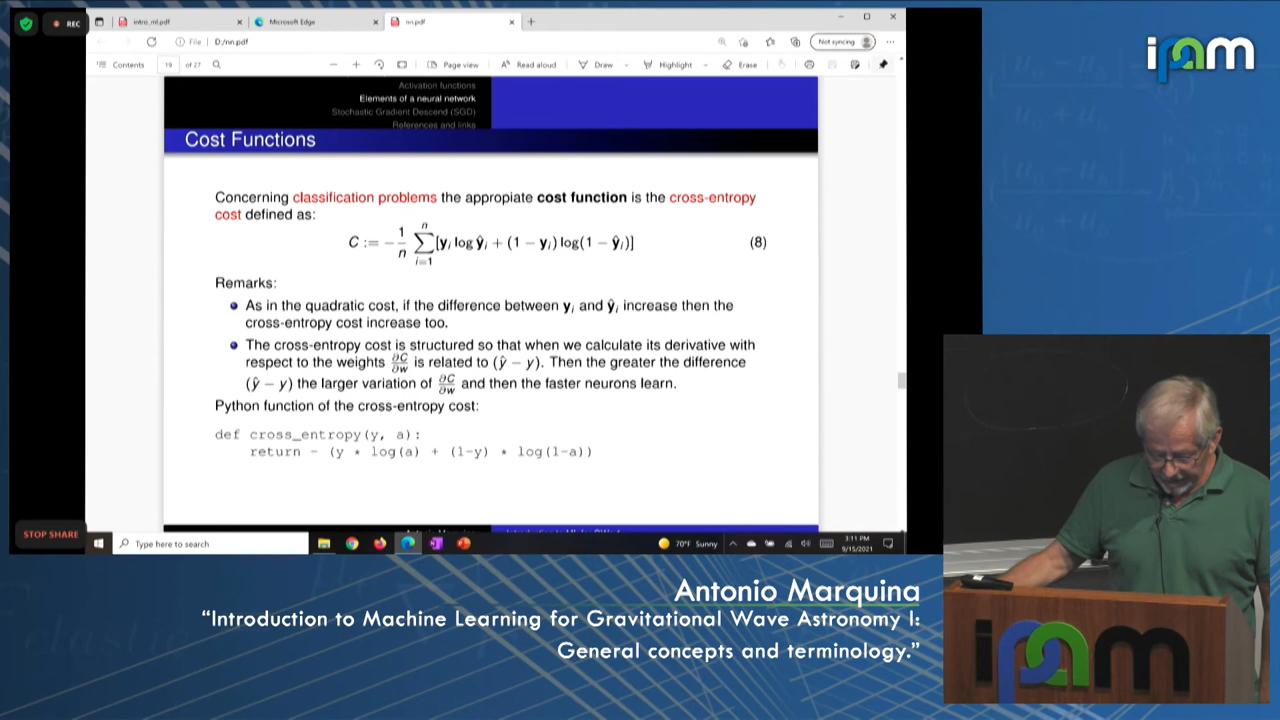 REC
intro_ml.pdf
Microsoft Edge
nn.pdf
File | D:/nn.pdf
Not syncing
Contents
19 of 27
Page view
Read aloud
Draw
Highlight
Erase
Activation functions
Elements of a neural network
Stochastic Gradient Descend (SGD)
References and links
Cost Functions
Concerning classification problems the appropiate cost function is the cross-entropy
cost defined as:
C := − 1/n ∑ⁿᵢ₌₁ [yᵢ log ŷᵢ + (1 − yᵢ) log(1 − ŷᵢ)] (8)
Remarks:
As in the quadratic cost, if the difference between yᵢ and ŷᵢ increase then the
cross-entropy cost increase too.
The cross-entropy cost is structured so that when we calculate its derivative with
respect to the weights ∂C/∂w is related to (ŷ − y). Then the greater the difference
(ŷ − y) the larger variation of ∂C/∂w and then the faster neurons learn.
Python function of the cross-entropy cost:
def cross_entropy(y, a):
return - (y * log(a) + (1-y) * log(1-a))
STOP SHARE
Type here to search
70°F Sunny
3:11 PM
9/15/2021
ipam
ipam
Antonio Marquina
“Introduction to Machine Learning for Gravitational Wave Astronomy I:
General concepts and terminology.”